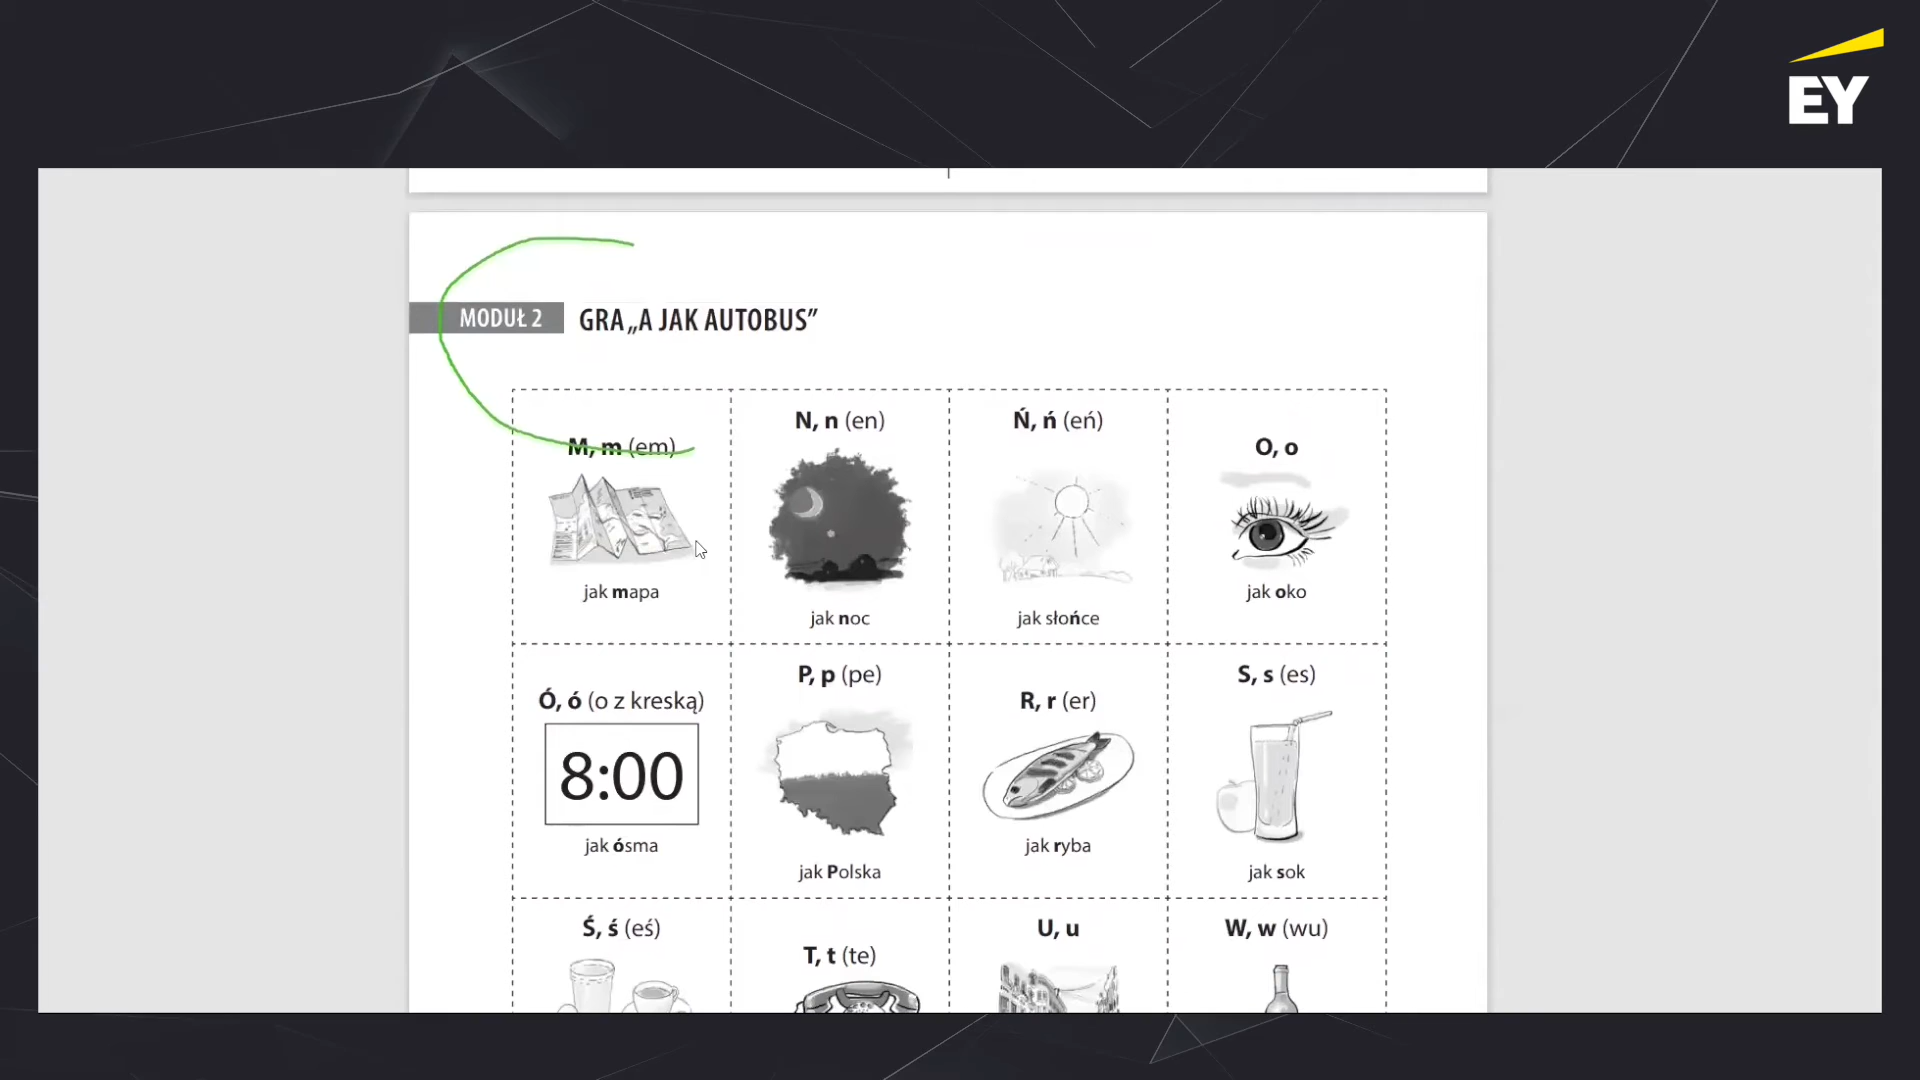 EY
MODUŁ 2 GRA „A JAK AUTOBUS”
M, m (em)
jak mapa
N, n (en)
jak noc
Ń, ń (eń)
jak słońce
O, o
jak oko
Ó, ó (o z kreską)
8:00
jak ósma
P, p (pe)
jak Polska
R, r (er)
jak ryba
S, s (es)
jak sok
Ś, ś (eś)
T, t (te)
U, u
W, w (wu)